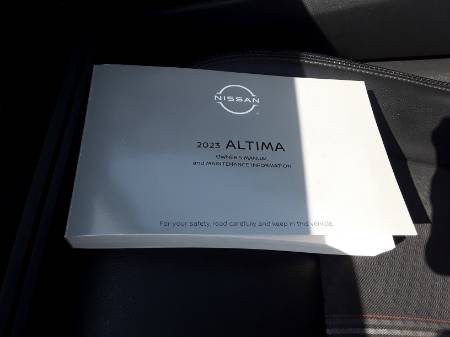 NISSAN
2023 ALTIMA
OWNER'S MANUAL
and MAINTENANCE INFORMATION
For your safety, read carefully and keep in this vehicle.